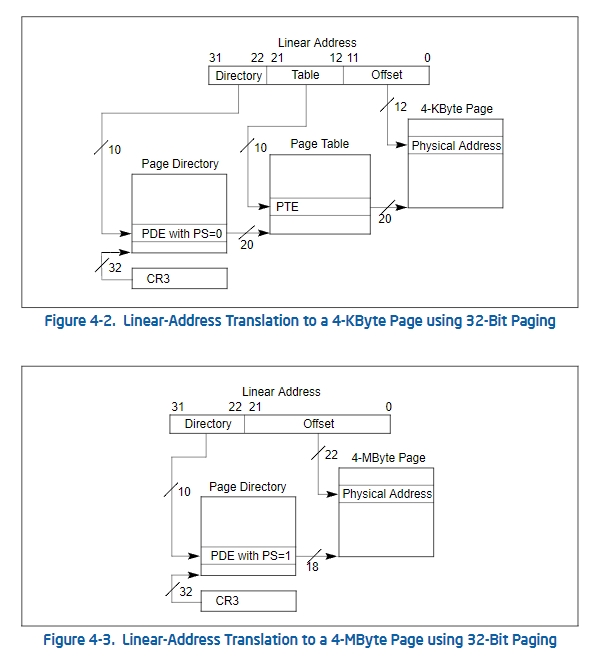 Linear Address
31 22 21 12 11 0
Directory Table Offset
12 4-KByte Page
10 10 Page Table Physical Address
Page Directory
PTE
20
PDE with PS=0
20
32
CR3
Figure 4-2. Linear-Address Translation to a 4-KByte Page using 32-Bit Paging
Linear Address
31 22 21 0
Directory Offset
22 4-MByte Page
10 Page Directory Physical Address
PDE with PS=1
18
32
CR3
Figure 4-3. Linear-Address Translation to a 4-MByte Page using 32-Bit Paging